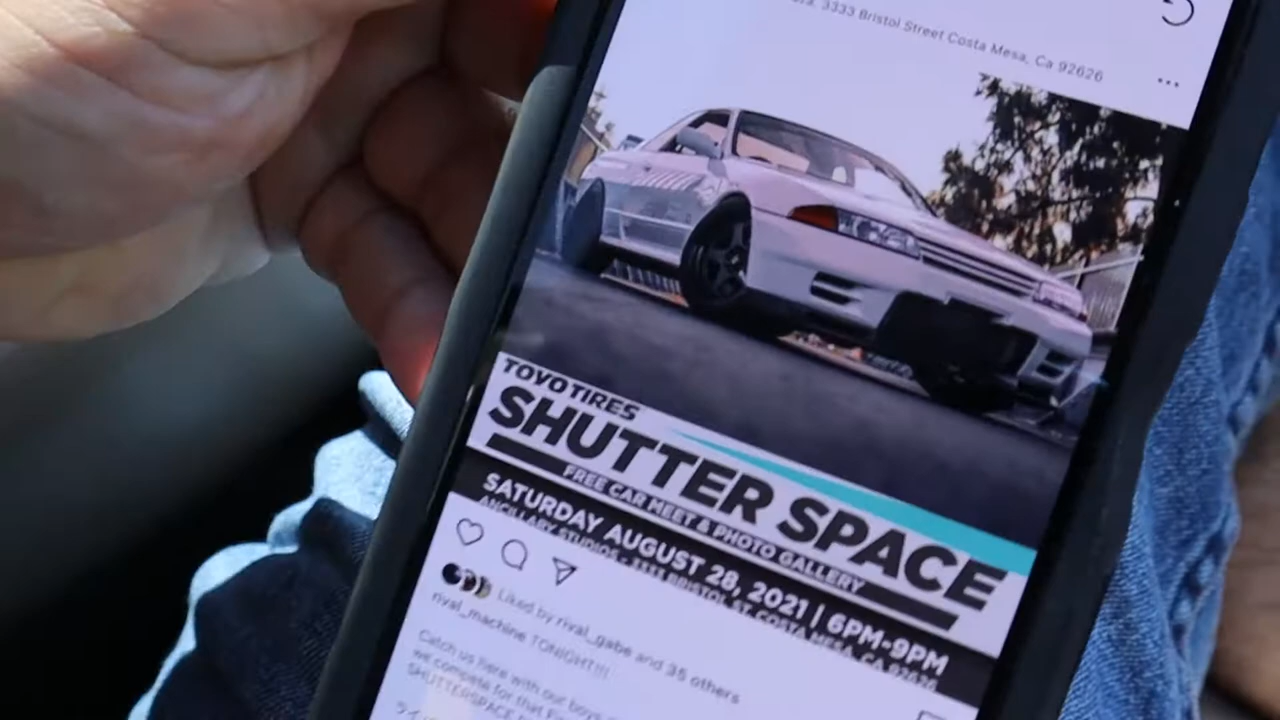 3333 Bristol Street Costa Mesa, Ca 92626
TOYO TIRES
SHUTTER SPACE
FREE CAR MEET & PHOTO GALLERY
SATURDAY AUGUST 28, 2021 | 6PM-9PM
ANCILLARY STUDIOS - 3333 BRISTOL ST. COSTA MESA, CA 92626
Liked by rival_gabe and 35 others
rival_machine TONIGHT!!!
Catch us here with our boys
we compete for that
SHUTTERSPACE